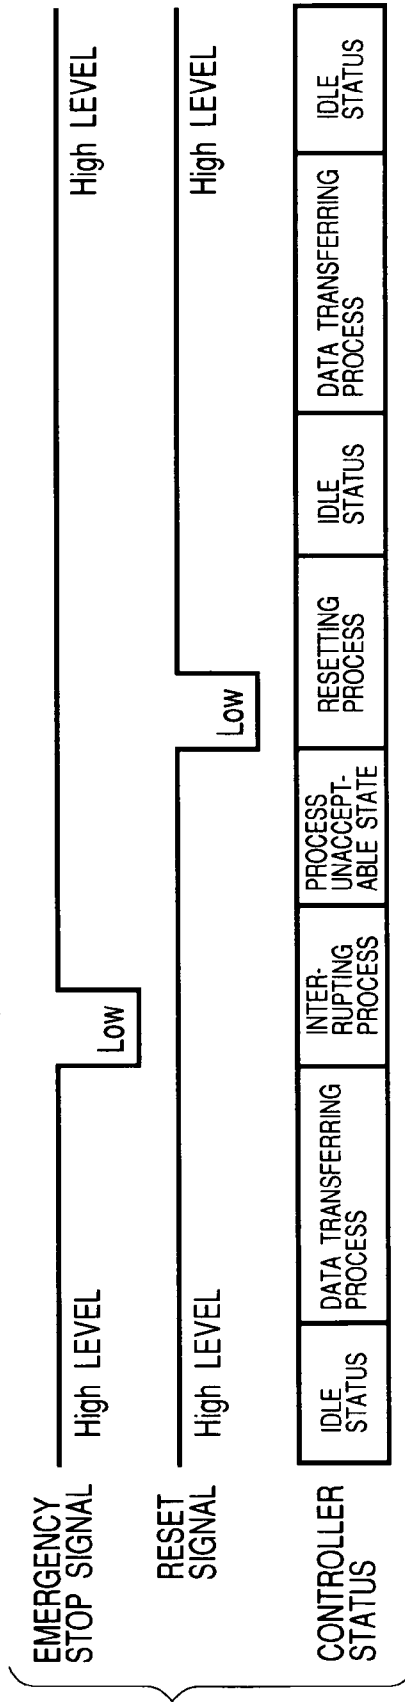 EMERGENCY
STOP SIGNAL
High LEVEL
Low
High LEVEL
RESET
SIGNAL
High LEVEL
Low
High LEVEL
CONTROLLER
STATUS
IDLE
STATUS
DATA TRANSFERRING
PROCESS
INTER-
RUPTING
PROCESS
PROCESS
UNACCEPT-
ABLE STATE
RESETTING
PROCESS
IDLE
STATUS
DATA TRANSFERRING
PROCESS
IDLE
STATUS